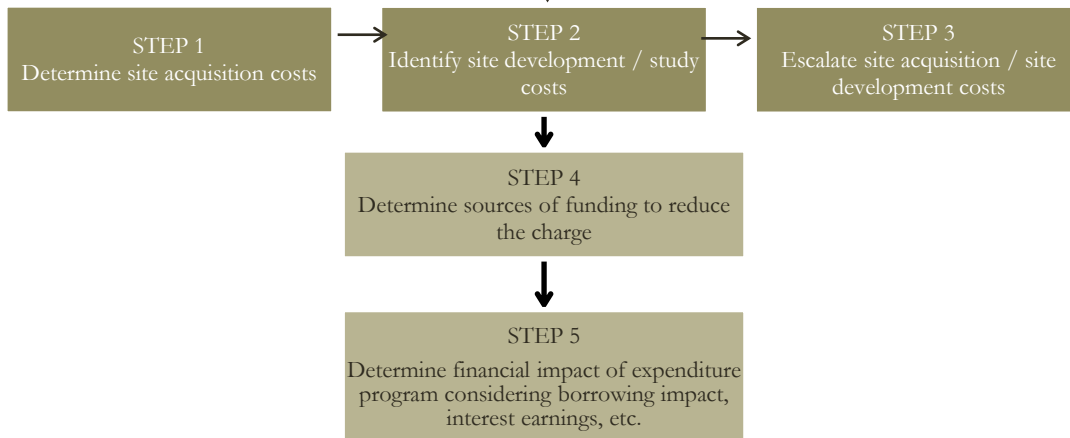 STEP 1
Determine site acquisition costs
STEP 2
Identify site development / study
costs
STEP 3
Escalate site acquisition / site
development costs
STEP 4
Determine sources of funding to reduce
the charge
STEP 5
Determine financial impact of expenditure
program considering borrowing impact,
interest earnings, etc.